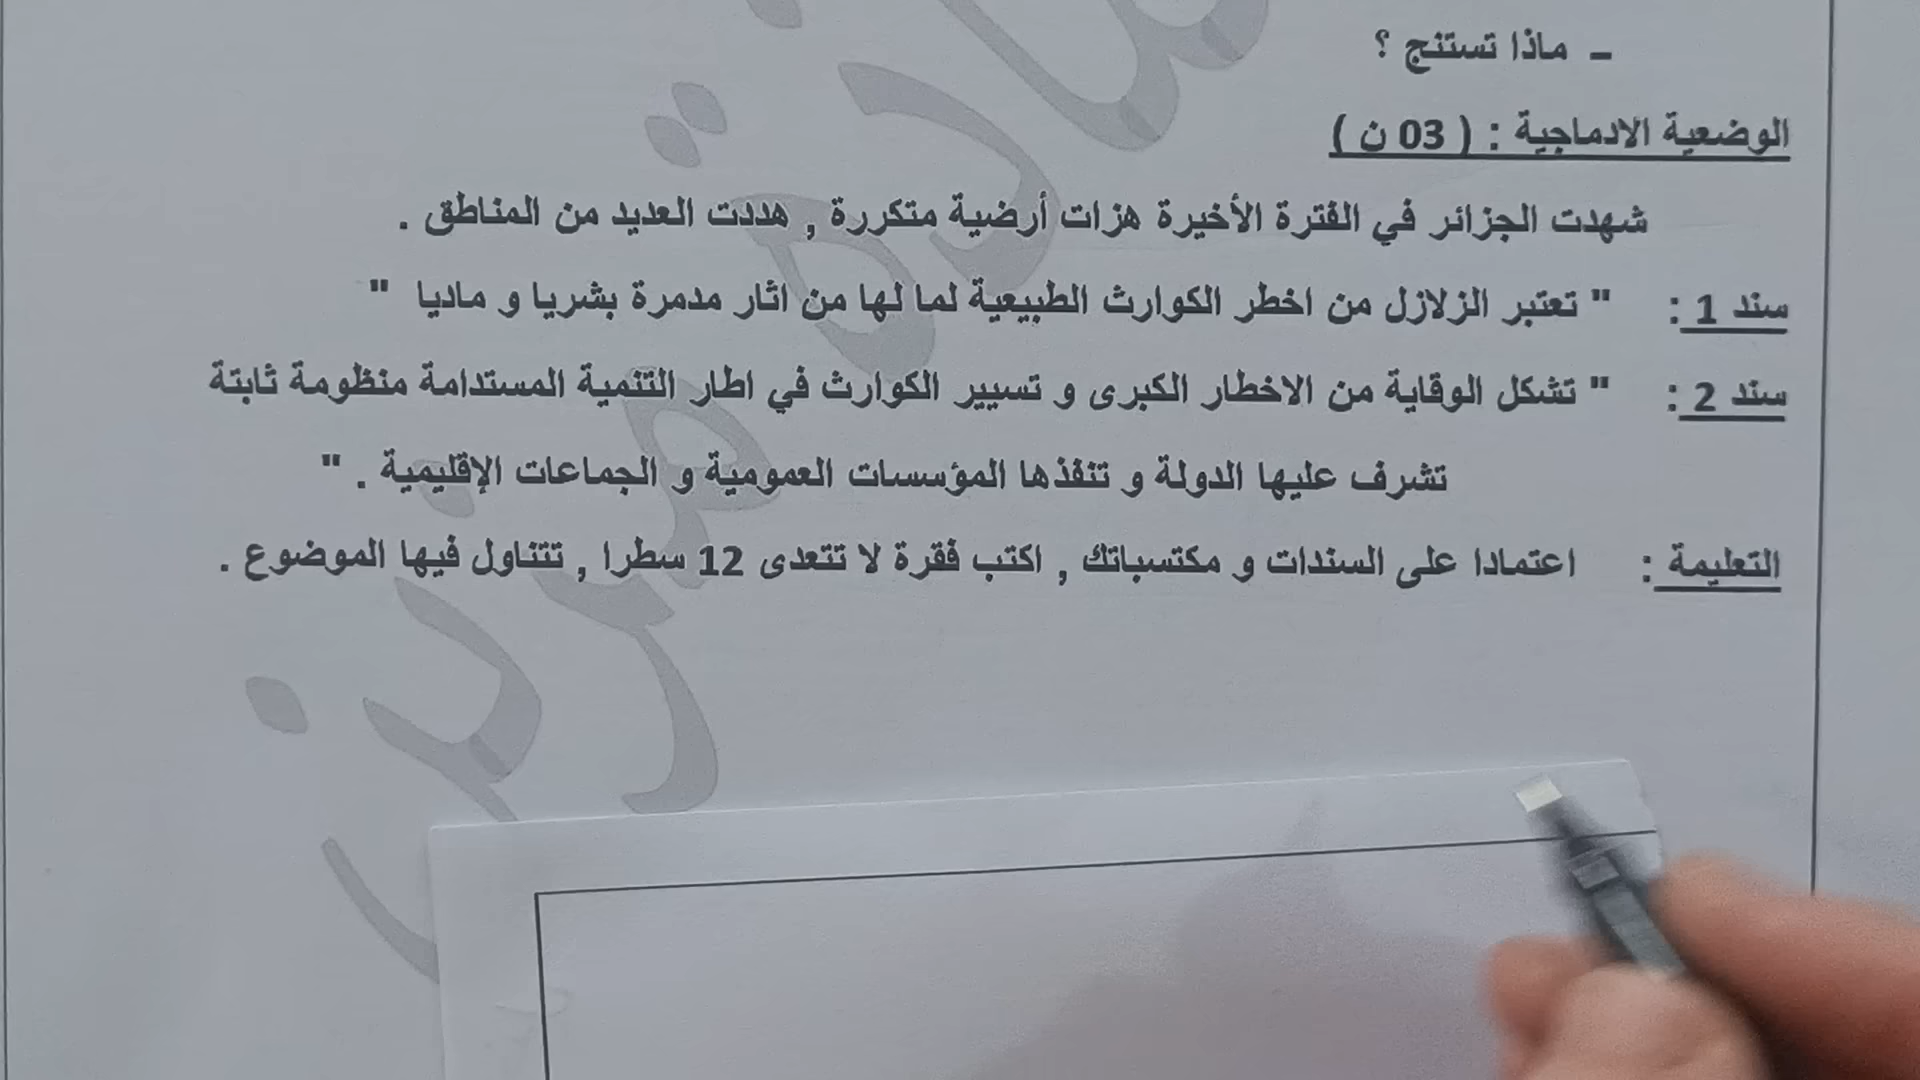 – ماذا تستنج ؟
الوضعية الادماجية : ( 03 ن )
شهدت الجزائر في الفترة الأخيرة هزات أرضية متكررة , هددت العديد من المناطق .
سند 1 : " تعتبر الزلازل من اخطر الكوارث الطبيعية لما لها من اثار مدمرة بشريا و ماديا "
سند 2 : " تشكل الوقاية من الاخطار الكبرى و تسيير الكوارث في اطار التنمية المستدامة منظومة ثابتة
تشرف عليها الدولة و تنفذها المؤسسات العمومية و الجماعات الإقليمية . "
التعليمة : اعتمادا على السندات و مكتسباتك , اكتب فقرة لا تتعدى 12 سطرا , تتناول فيها الموضوع .